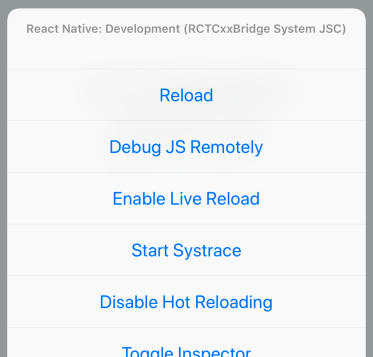 React Native: Development (RCTCxxBridge System JSC)
Reload
Debug JS Remotely
Enable Live Reload
Start Systrace
Disable Hot Reloading
Toggle Inspector